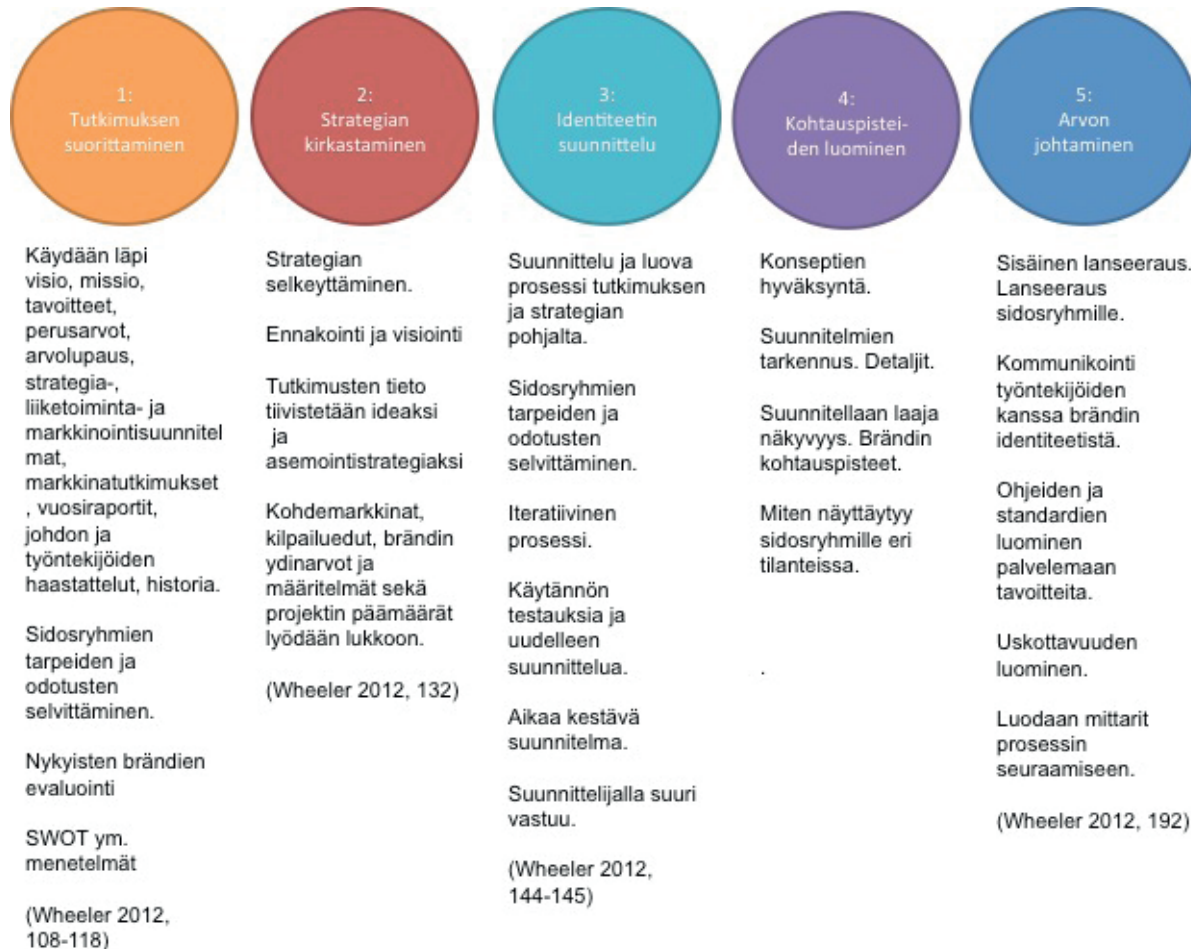 1:
Tutkimuksen
suorittaminen
Käydään läpi
visio, missio,
tavoitteet,
perusarvot,
arvolupaus,
strategia-,
liiketoiminta- ja
markkinointisuunnitel
mat,
markkinatutkimukset
, vuosiraportit,
johdon ja
työntekijöiden
haastattelut, historia.
Sidosryhmien
tarpeiden ja
odotusten
selvittäminen.
Nykyisten brändien
evaluointi
SWOT ym.
menetelmät
(Wheeler 2012,
108-118)
2:
Strategian
kirkastaminen
Strategian
selkeyttäminen.
Ennakointi ja visiointi
Tutkimusten tieto
tiivistetään ideaksi
ja
asemointistrategiaksi
Kohdemarkkinat,
kilpailuedut, brändin
ydinarvot ja
määritelmät sekä
projektin päämäärät
lyödään lukkoon.
(Wheeler 2012, 132)
3:
Identiteetin
suunnittelu
Suunnittelu ja luova
prosessi tutkimuksen
ja strategian
pohjalta.
Sidosryhmien
tarpeiden ja
odotusten
selvittäminen.
Iteratiivinen
prosessi.
Käytännön
testauksia ja
uudelleen
suunnittelua.
Aikaa kestävä
suunnitelma.
Suunnittelijalla suuri
vastuu.
(Wheeler 2012,
144-145)
4:
Kohtauspistei-
den luominen
Konseptien
hyväksyntä.
Suunnitelmien
tarkennus. Detaljit.
Suunnitellaan laaja
näkyvyys. Brändin
kohtauspisteet.
Miten näyttäytyy
sidosryhmille eri
tilanteissa.
.
5:
Arvon
johtaminen
Sisäinen lanseeraus.
Lanseeraus
sidosryhmille.
Kommunikointi
työntekijöiden
kanssa brändin
identiteetistä.
Ohjeiden ja
standardien
luominen
palvelemaan
tavoitteita.
Uskottavuuden
luominen.
Luodaan mittarit
prosessin
seuraamiseen.
(Wheeler 2012, 192)